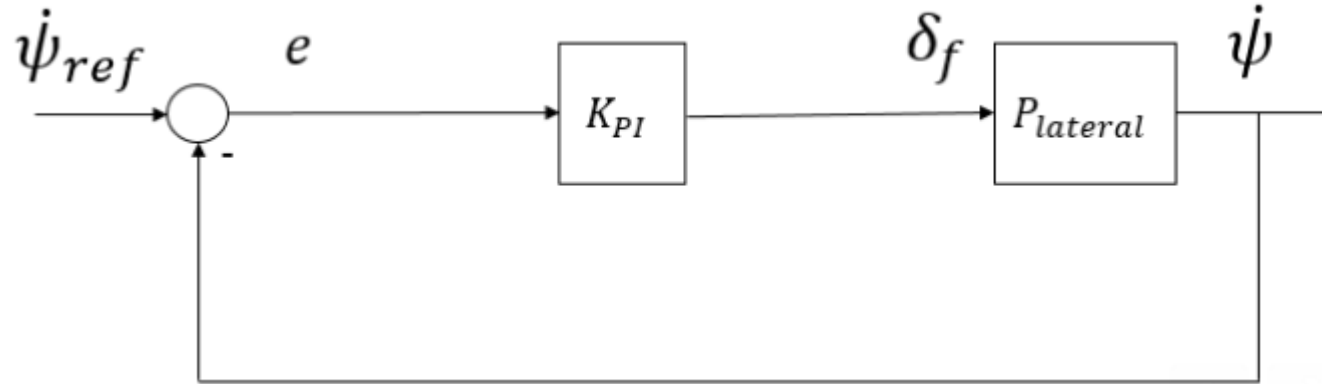 ψ̇_ref e K_PI δ_f P_lateral ψ̇
-